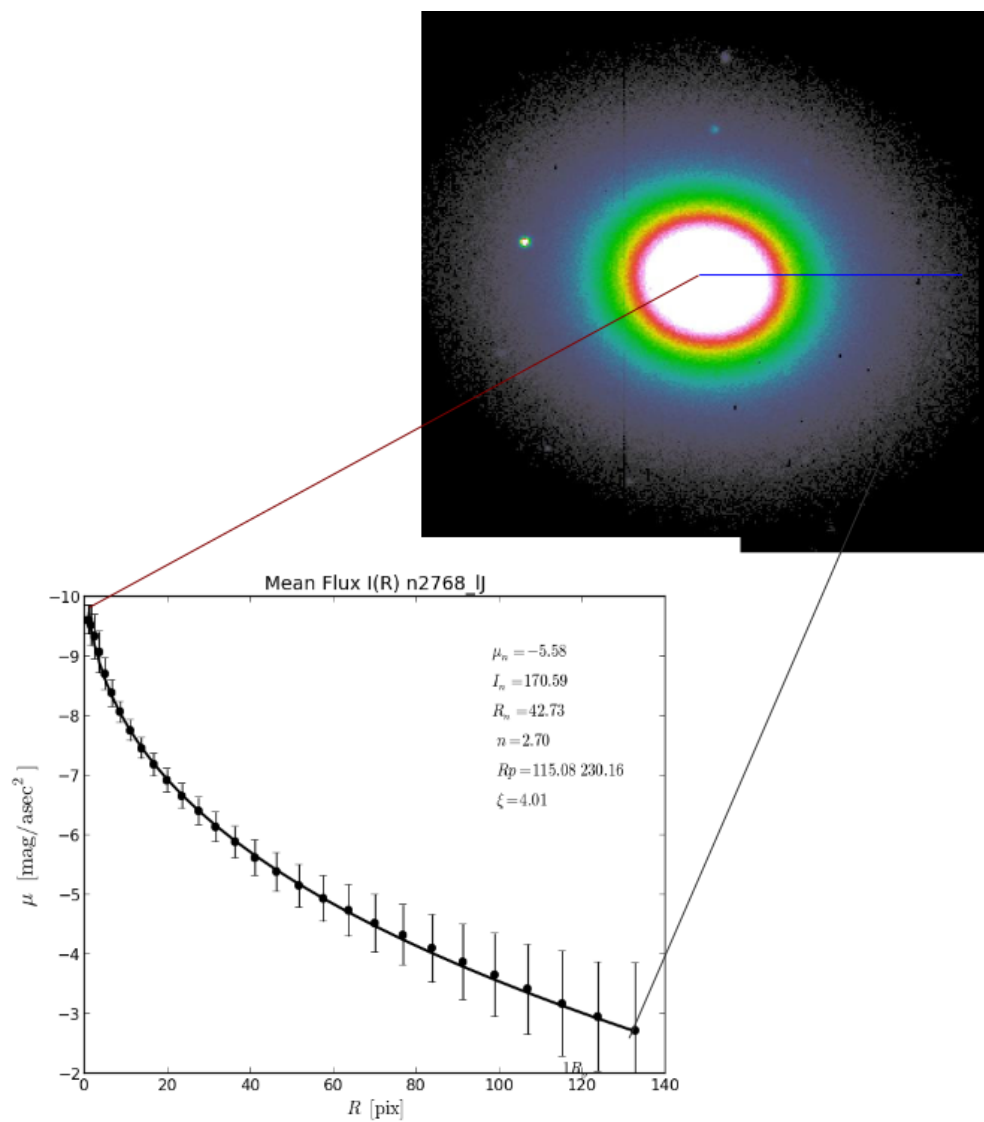 Mean Flux I(R) n2768_lJ
−10
−9
−8
−7
−6
−5
−4
−3
−2
μ [mag/asec²]
μₙ = −5.58
Iₙ = 170.59
Rₙ = 42.73
n = 2.70
Rp = 115.08 230.16
ξ = 4.01
1Rₚ
0 20 40 60 80 100 120 140
R [pix]